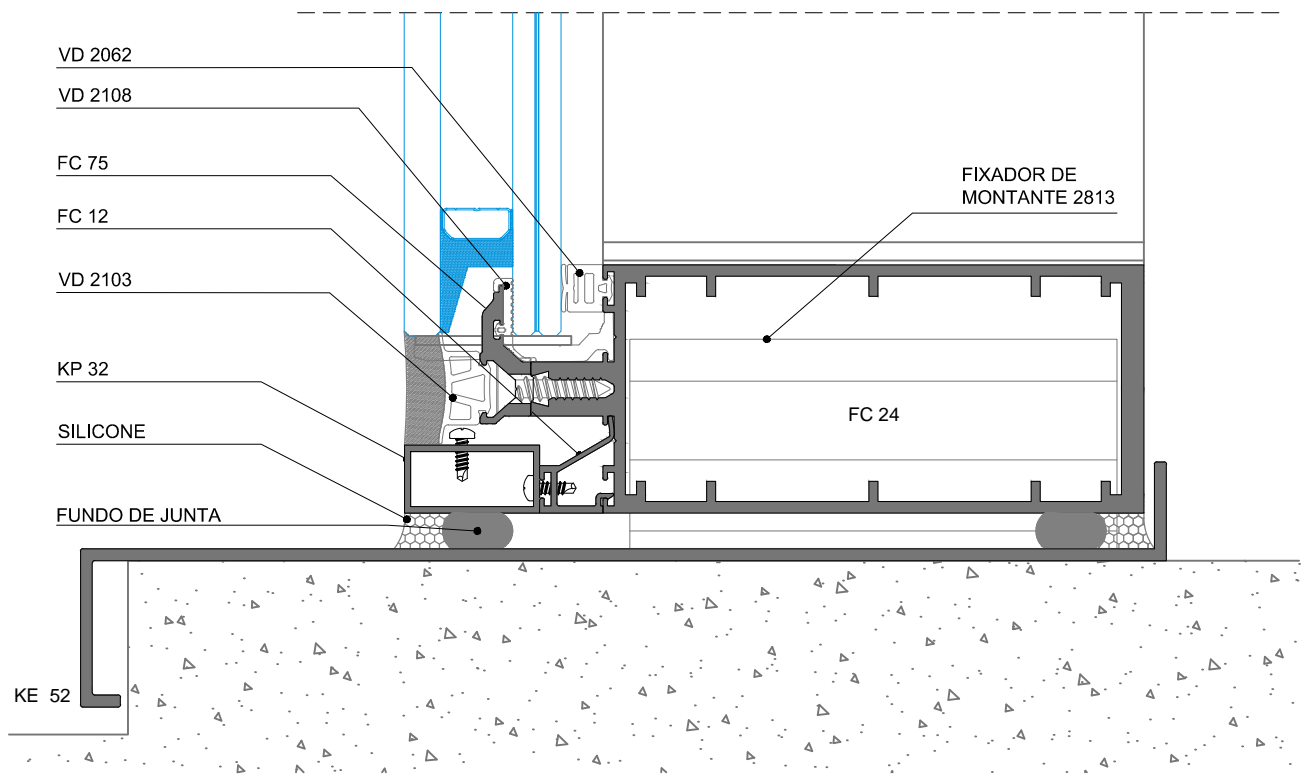 VD 2062
VD 2108
FC 75
FC 12
VD 2103
KP 32
SILICONE
FUNDO DE JUNTA
KE 52
FIXADOR DE
MONTANTE 2813
FC 24